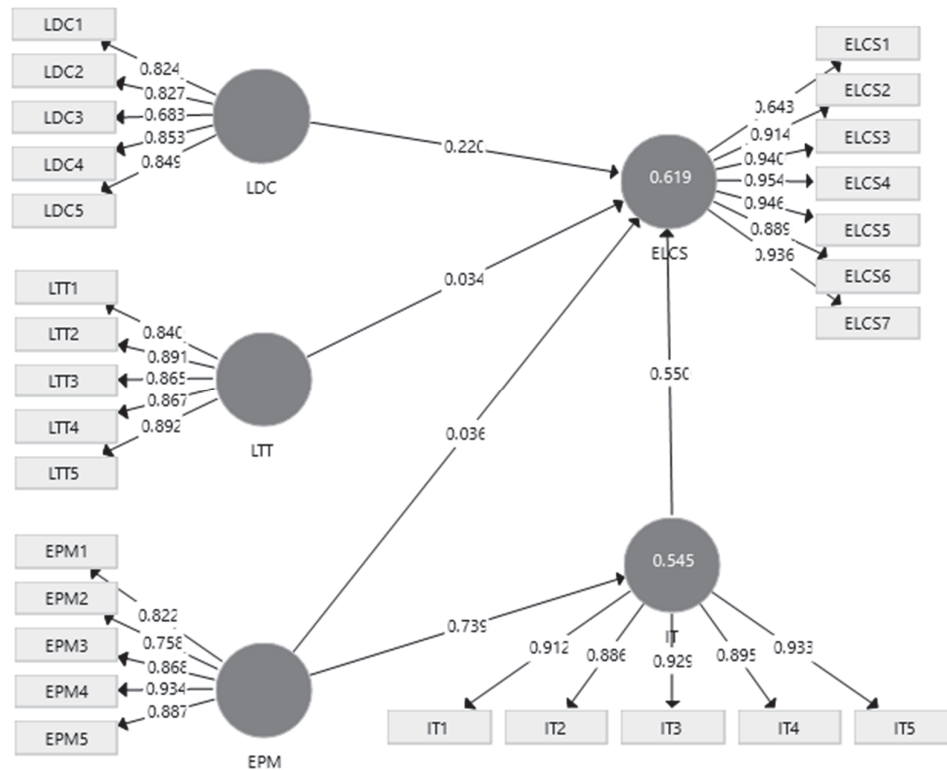 LDC1
LDC2
LDC3
LDC4
LDC5
0.824
0.827
0.683
0.853
0.849
LDC
0.220
LTT1
LTT2
LTT3
LTT4
LTT5
0.840
0.891
0.865
0.867
0.892
LTT
0.034
EPM1
EPM2
EPM3
EPM4
EPM5
0.822
0.758
0.868
0.934
0.887
EPM
0.036
0.739
0.619
ELCS
0.643
0.914
0.940
0.954
0.946
0.889
0.936
ELCS1
ELCS2
ELCS3
ELCS4
ELCS5
ELCS6
ELCS7
0.550
0.545
IT
0.912
0.886
0.929
0.895
0.933
IT1
IT2
IT3
IT4
IT5